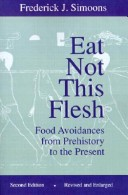 Frederick J. Simoons
Eat
Not
This
Flesh
Food Avoidances
from Prehistory
to the Present
Second Edition • Revised and Enlarged